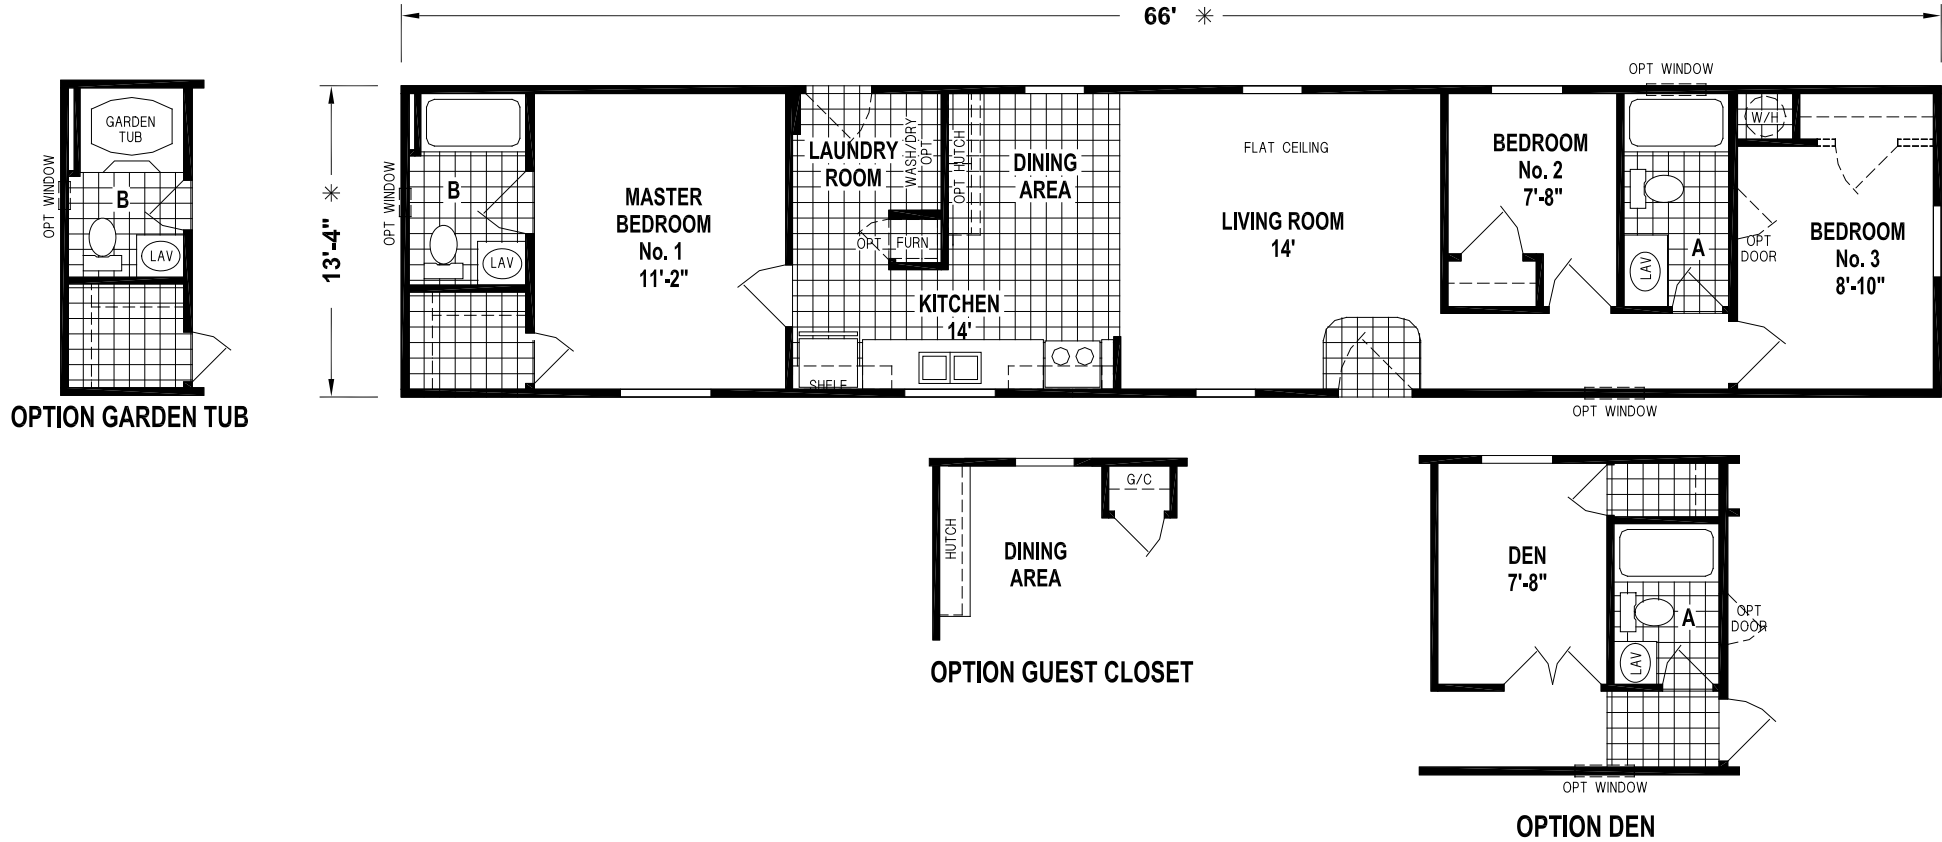 66' ✳
13'-4" ✳
OPT WINDOW
GARDEN
TUB
B
LAV
OPTION GARDEN TUB
OPT WINDOW
B
LAV
MASTER
BEDROOM
No. 1
11'-2"
LAUNDRY
ROOM
WASH/DRY
OPT
OPT HUTCH
DINING
AREA
OPT
FURN
KITCHEN
14'
SHELF
FLAT CEILING
LIVING ROOM
14'
BEDROOM
No. 2
7'-8"
OPT WINDOW
A
LAV
W/H
OPT
DOOR
BEDROOM
No. 3
8'-10"
OPT WINDOW
HUTCH
DINING
AREA
G/C
OPTION GUEST CLOSET
DEN
7'-8"
A
LAV
OPT
DOOR
OPT WINDOW
OPTION DEN